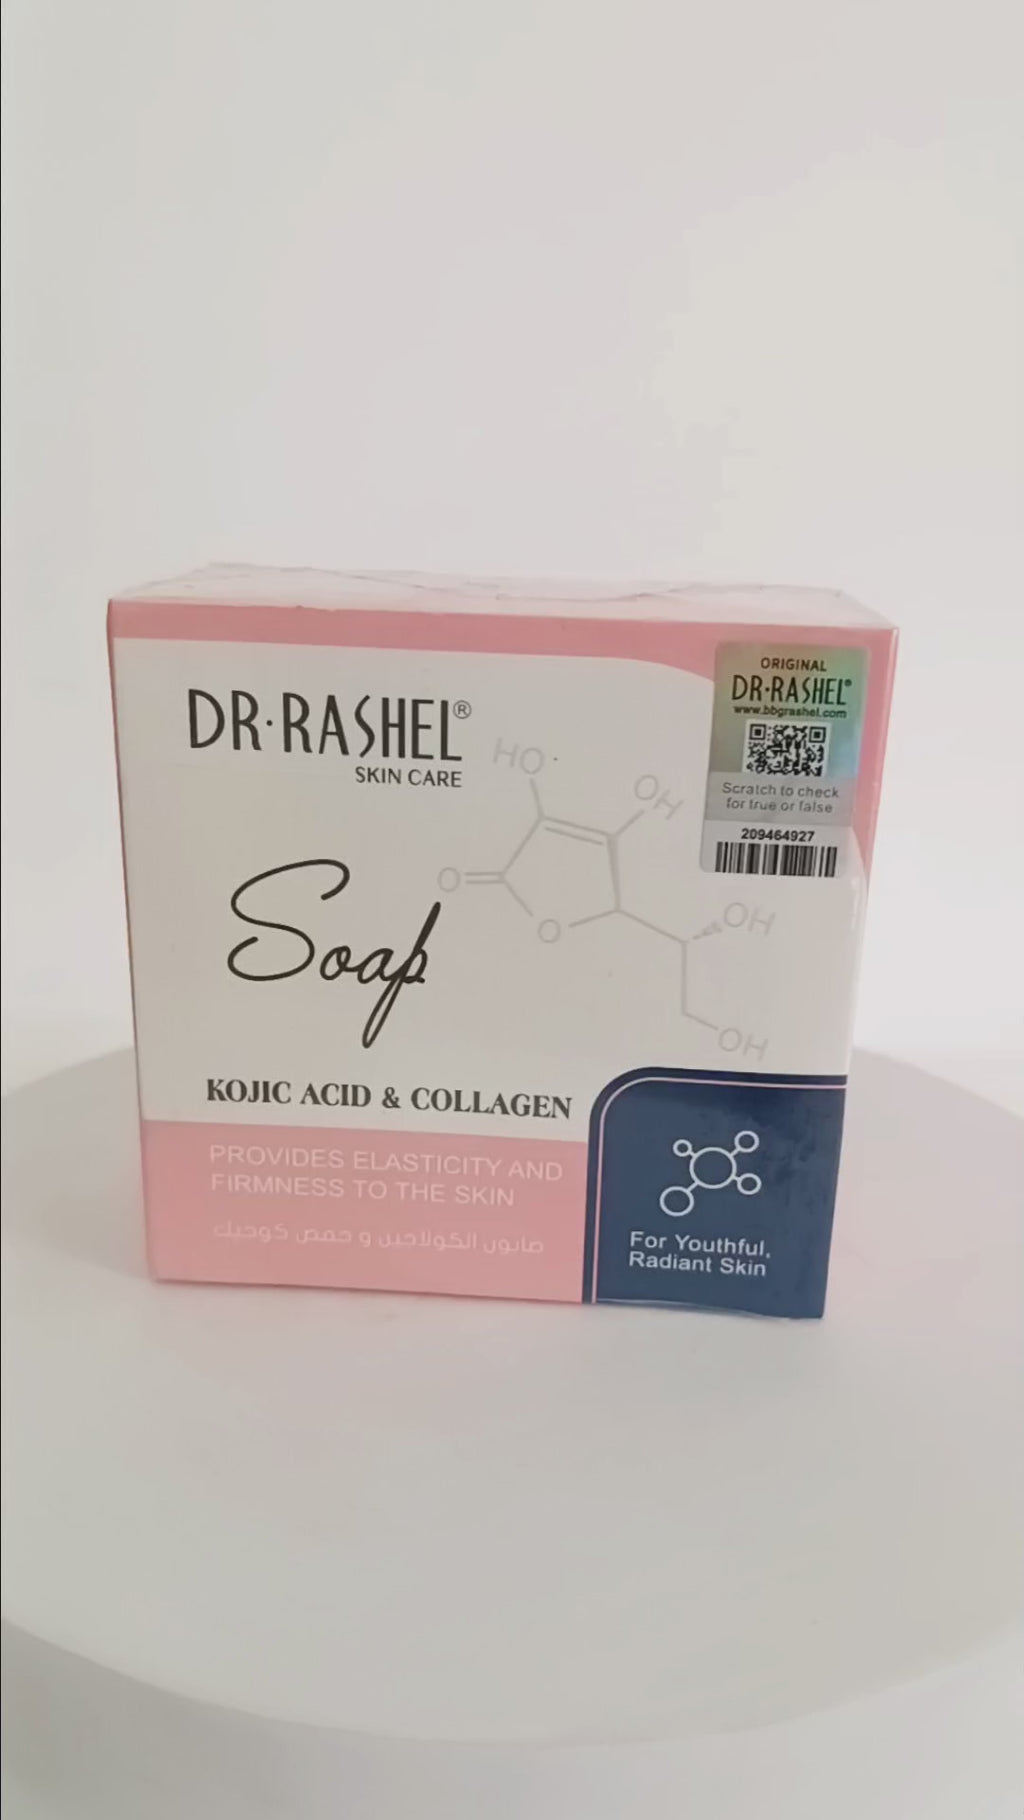 DR·RASHEL®
SKIN CARE
ORIGINAL
DR·RASHEL®
www.bbgrashel.com
Scratch to check
for true or false
209464927
HO
OH
O
O
OH
OH
Soap
KOJIC ACID & COLLAGEN
PROVIDES ELASTICITY AND
FIRMNESS TO THE SKIN
صابون الكولاجين و حمض كوجيك
For Youthful,
Radiant Skin